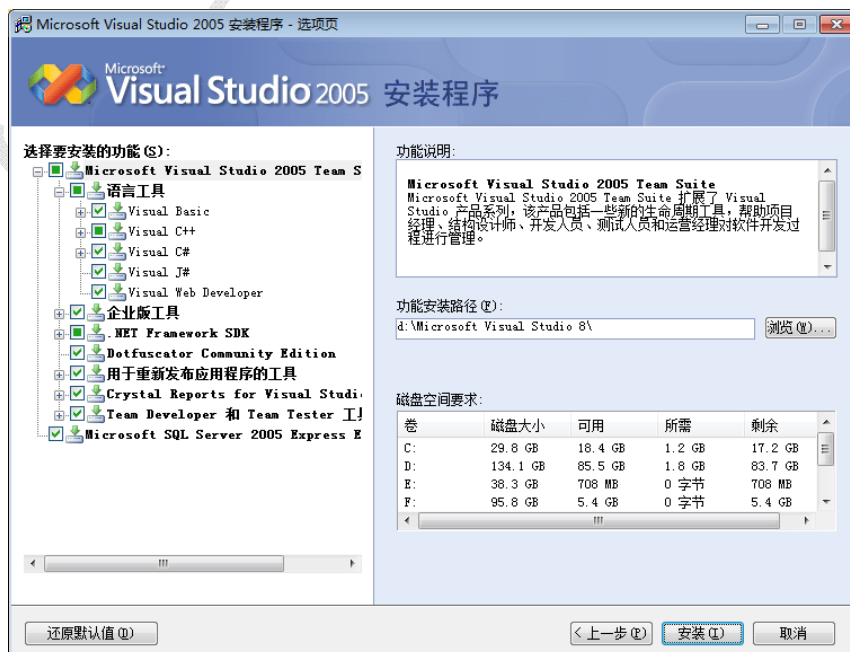 Microsoft Visual Studio 2005 安装程序 - 选项页
Microsoft
Visual Studio 2005 安装程序
选择要安装的功能(S):
Microsoft Visual Studio 2005 Team S
语言工具
Visual Basic
Visual C++
Visual C#
Visual J#
Visual Web Developer
企业版工具
.NET Framework SDK
Dotfuscator Community Edition
用于重新发布应用程序的工具
Crystal Reports for Visual Studi
Team Developer 和 Team Tester 工
Microsoft SQL Server 2005 Express E
功能说明:
Microsoft Visual Studio 2005 Team Suite
Microsoft Visual Studio 2005 Team Suite 扩展了 Visual
Studio 产品系列，该产品包括一些新的生命周期工具，帮助项目
经理、结构设计师、开发人员、测试人员和运营经理对软件开发过
程进行管理。
功能安装路径(F):
d:\Microsoft Visual Studio 8\
浏览(W)...
磁盘空间要求:
卷 磁盘大小 可用 所需 剩余
C: 29.8 GB 18.4 GB 1.2 GB 17.2 GB
D: 134.1 GB 85.5 GB 1.8 GB 83.7 GB
E: 38.3 GB 708 MB 0 字节 708 MB
F: 95.8 GB 5.4 GB 0 字节 5.4 GB
还原默认值(D)
<上一步(P)
安装(I)
取消